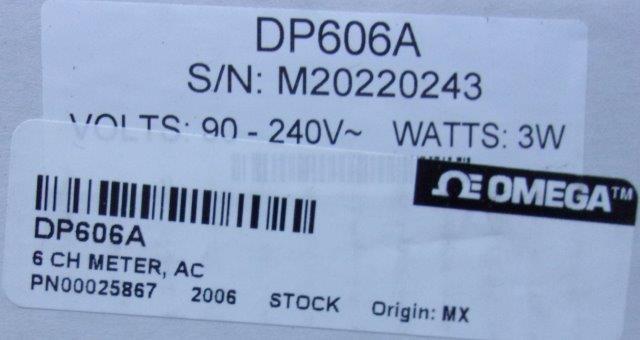 DP606A
S/N: M20220243
VOLTS: 90 - 240V~ WATTS: 3W
ΩE OMEGA™
DP606A
6 CH METER, AC
PN00025867 2006 STOCK Origin: MX